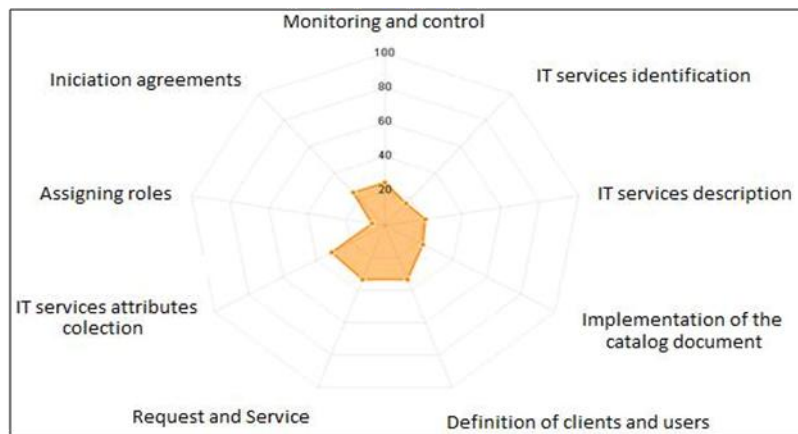 Monitoring and control
100
Iniciation agreements
IT services identification
80
60
40
Assigning roles
20
IT services description
IT services attributes
colection
Implementation of the
catalog document
Request and Service
Definition of clients and users